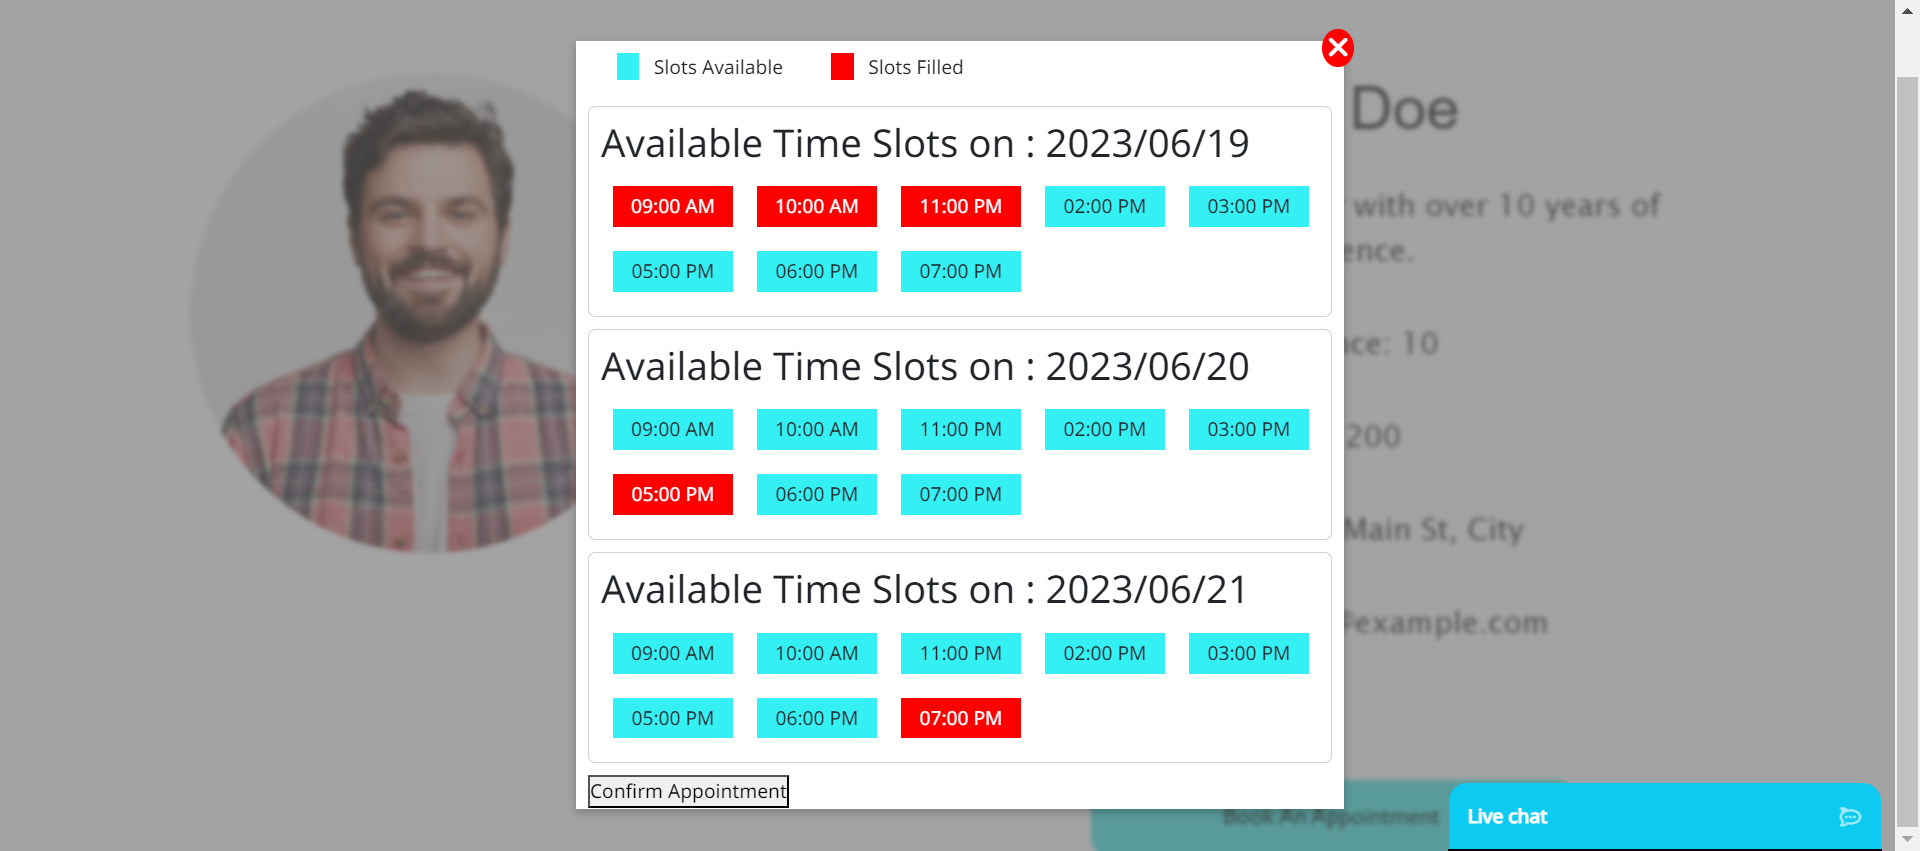 Slots Available Slots Filled
Available Time Slots on : 2023/06/19
09:00 AM 10:00 AM 11:00 PM 02:00 PM 03:00 PM
05:00 PM 06:00 PM 07:00 PM
Available Time Slots on : 2023/06/20
09:00 AM 10:00 AM 11:00 PM 02:00 PM 03:00 PM
05:00 PM 06:00 PM 07:00 PM
Available Time Slots on : 2023/06/21
09:00 AM 10:00 AM 11:00 PM 02:00 PM 03:00 PM
05:00 PM 06:00 PM 07:00 PM
Confirm Appointment
Doe
with over 10 years of
ence.
ce: 10
200
Main St, City
@example.com
Book An Appointment
Live chat